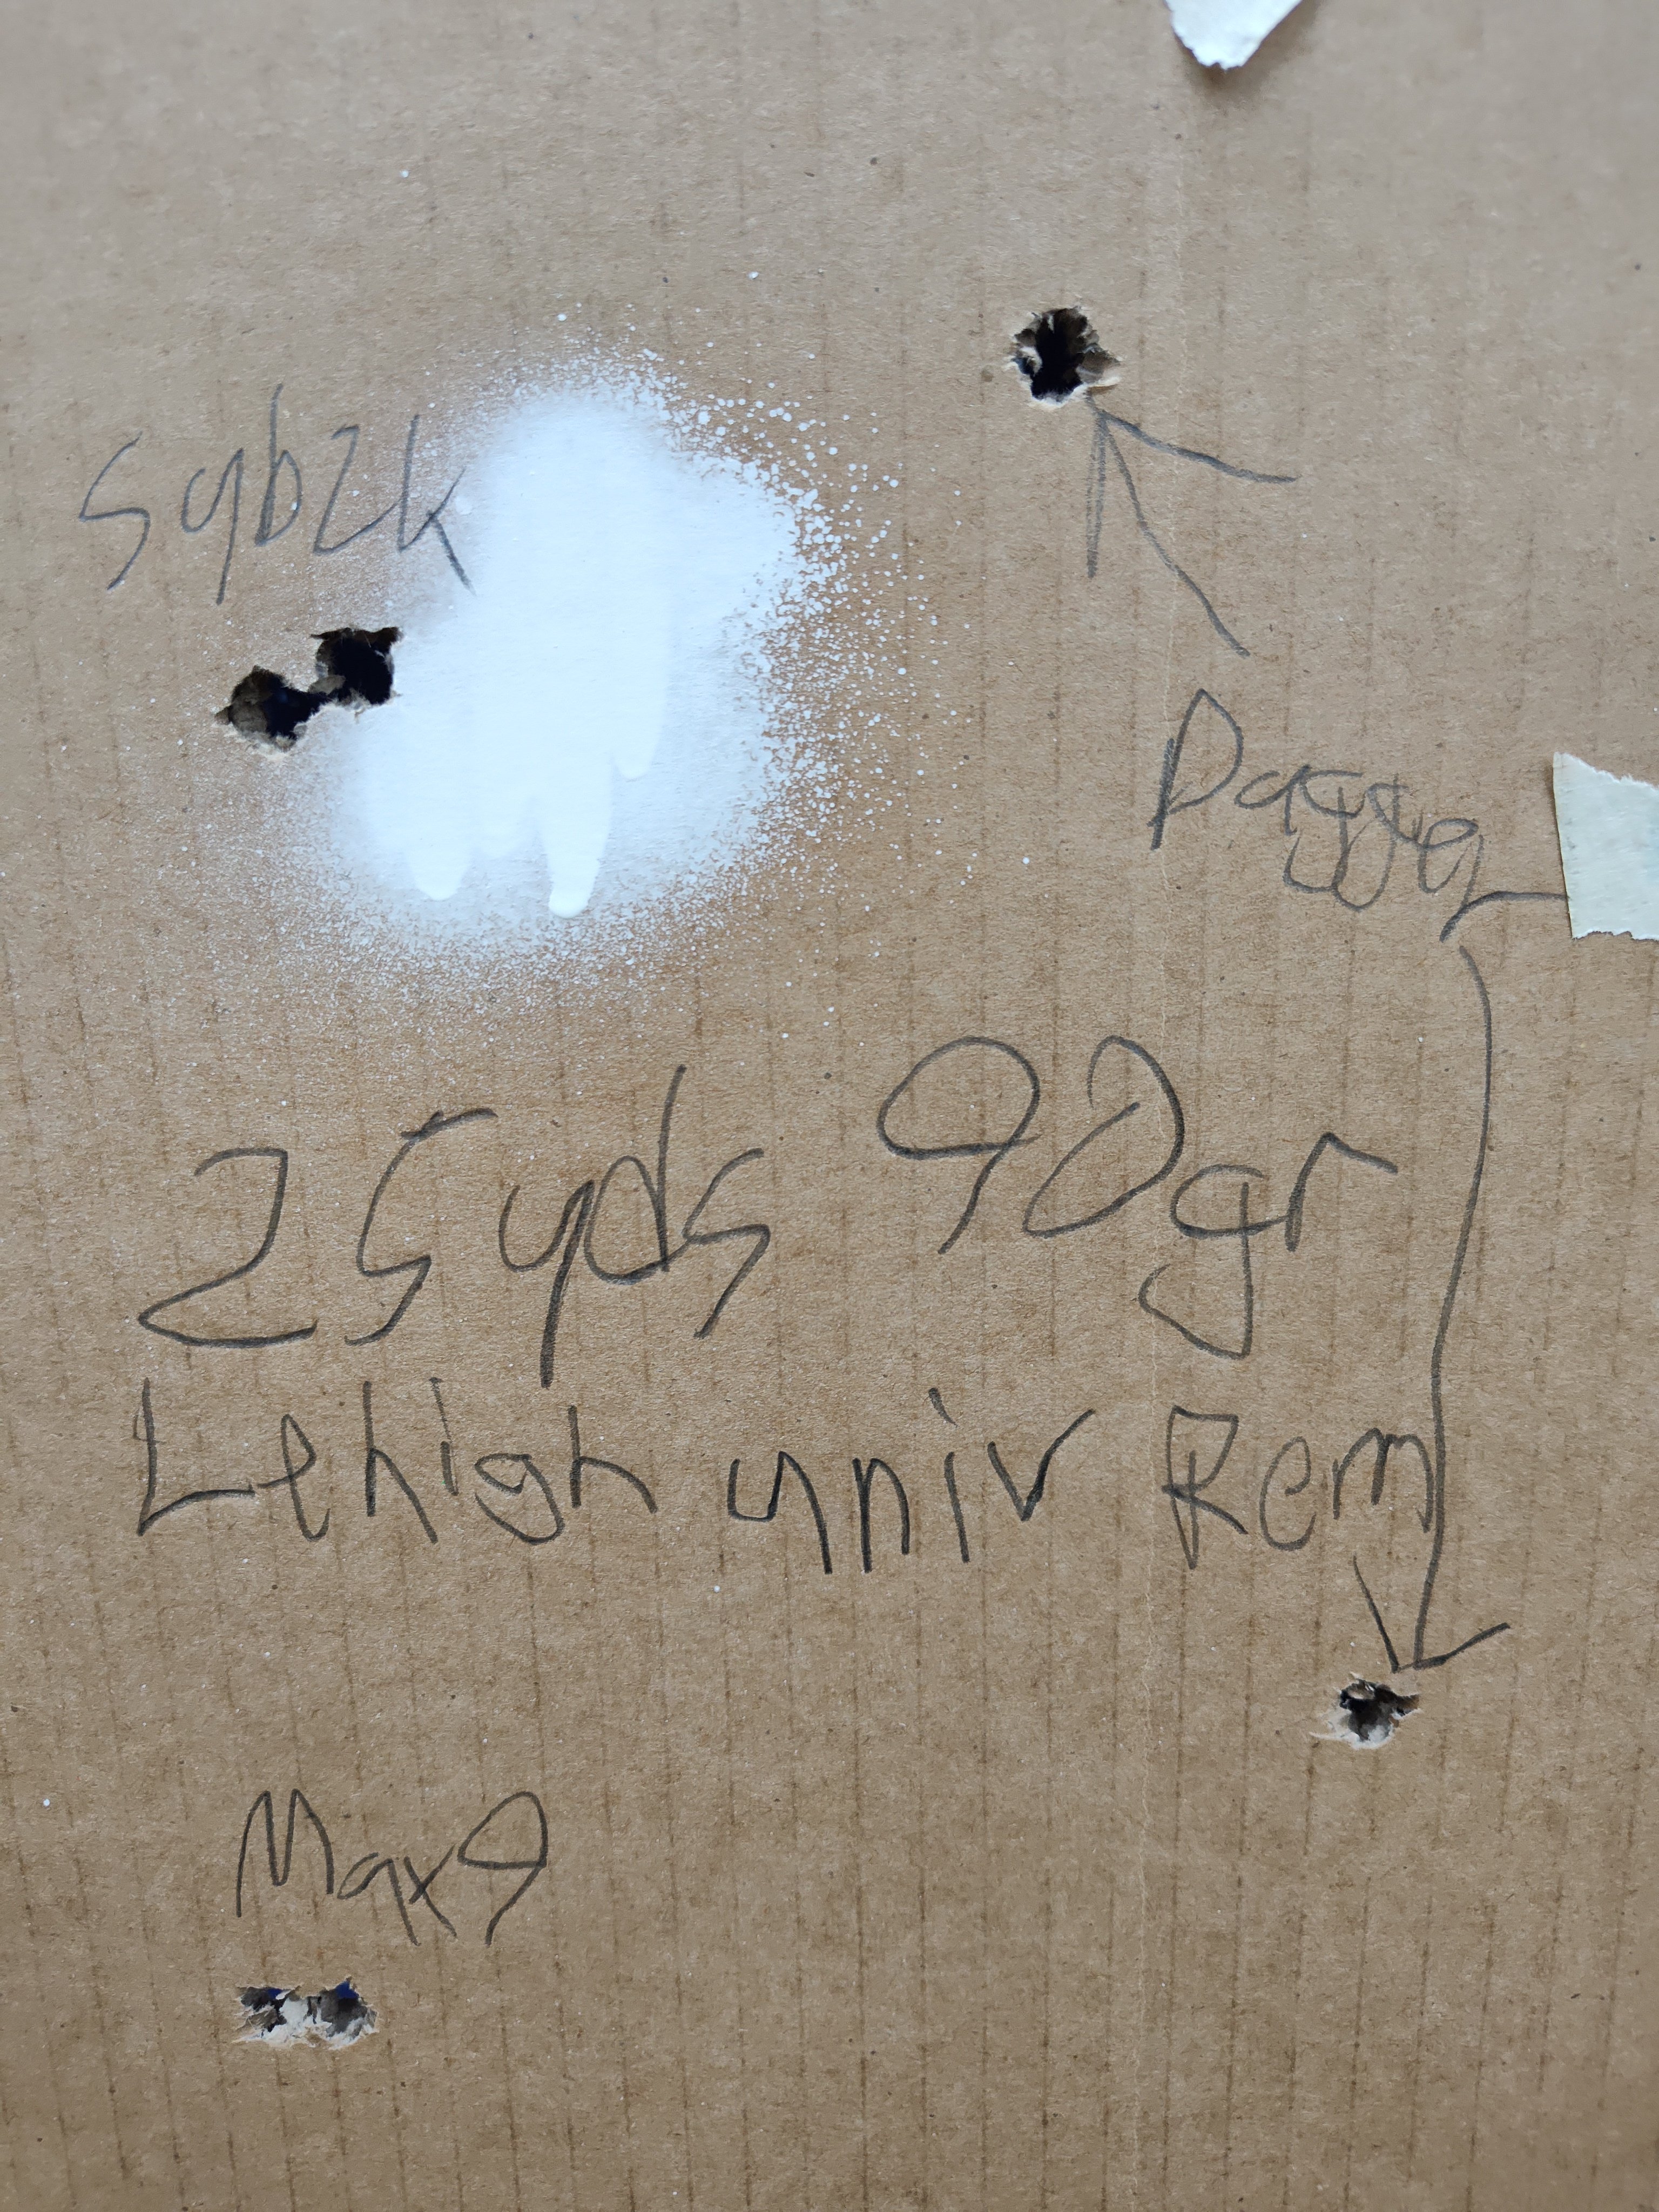 sub2k
Dagger
25yds 90gr
Lehigh univ Rem
Max9